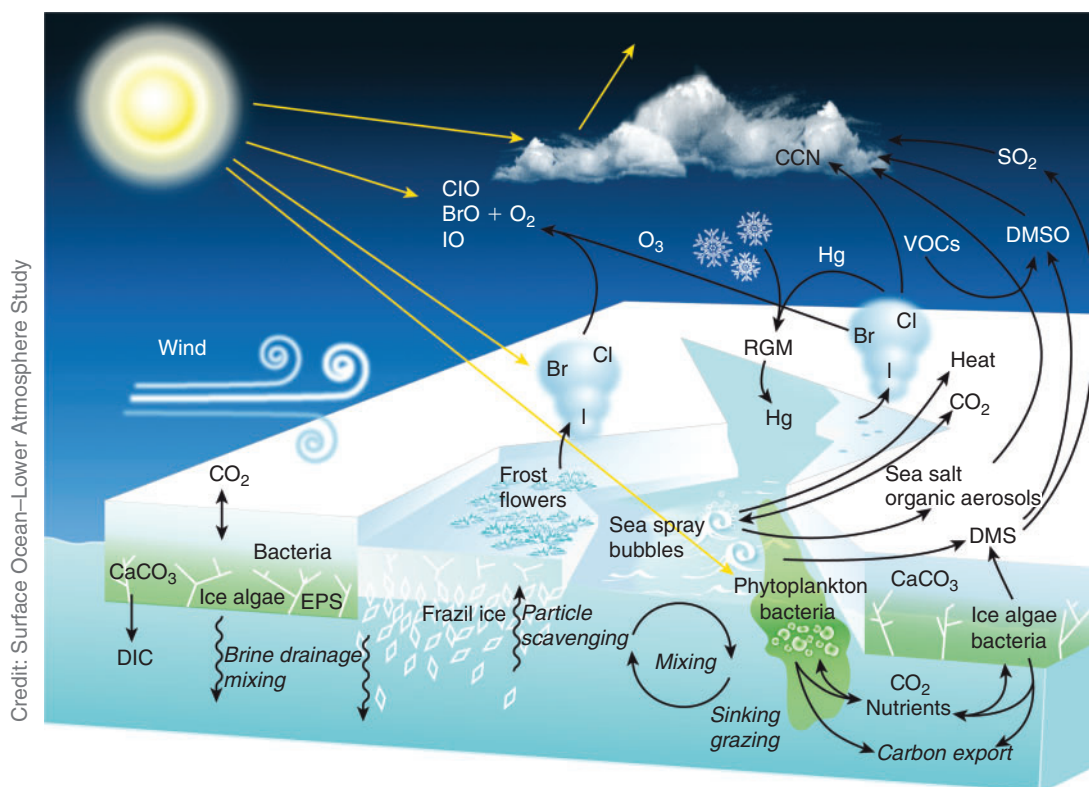 Credit: Surface Ocean–Lower Atmosphere Study
CCN
SO2
ClO
BrO + O2
IO
O3
Hg
VOCs
DMSO
Wind
Br
Cl
I
RGM
Hg
Br
Cl
I
Heat
CO2
CO2
Frost
flowers
Sea spray
bubbles
Sea salt
organic aerosols
DMS
Bacteria
CaCO3
Ice algae
EPS
DIC
Brine drainage
mixing
Frazil ice
Particle
scavenging
Mixing
Phytoplankton
bacteria
Sinking
grazing
CaCO3
Ice algae
bacteria
CO2
Nutrients
Carbon export